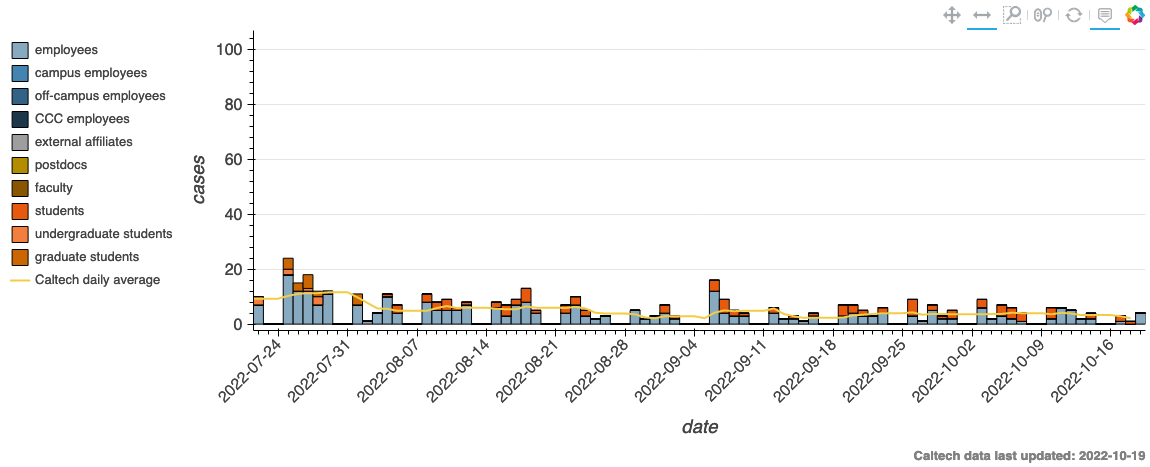 employees
campus employees
off-campus employees
CCC employees
external affiliates
postdocs
faculty
students
undergraduate students
graduate students
Caltech daily average
cases
100
80
60
40
20
0
2022-07-24
2022-07-31
2022-08-07
2022-08-14
2022-08-21
2022-08-28
2022-09-04
2022-09-11
2022-09-18
2022-09-25
2022-10-02
2022-10-09
2022-10-16
date
Caltech data last updated: 2022-10-19